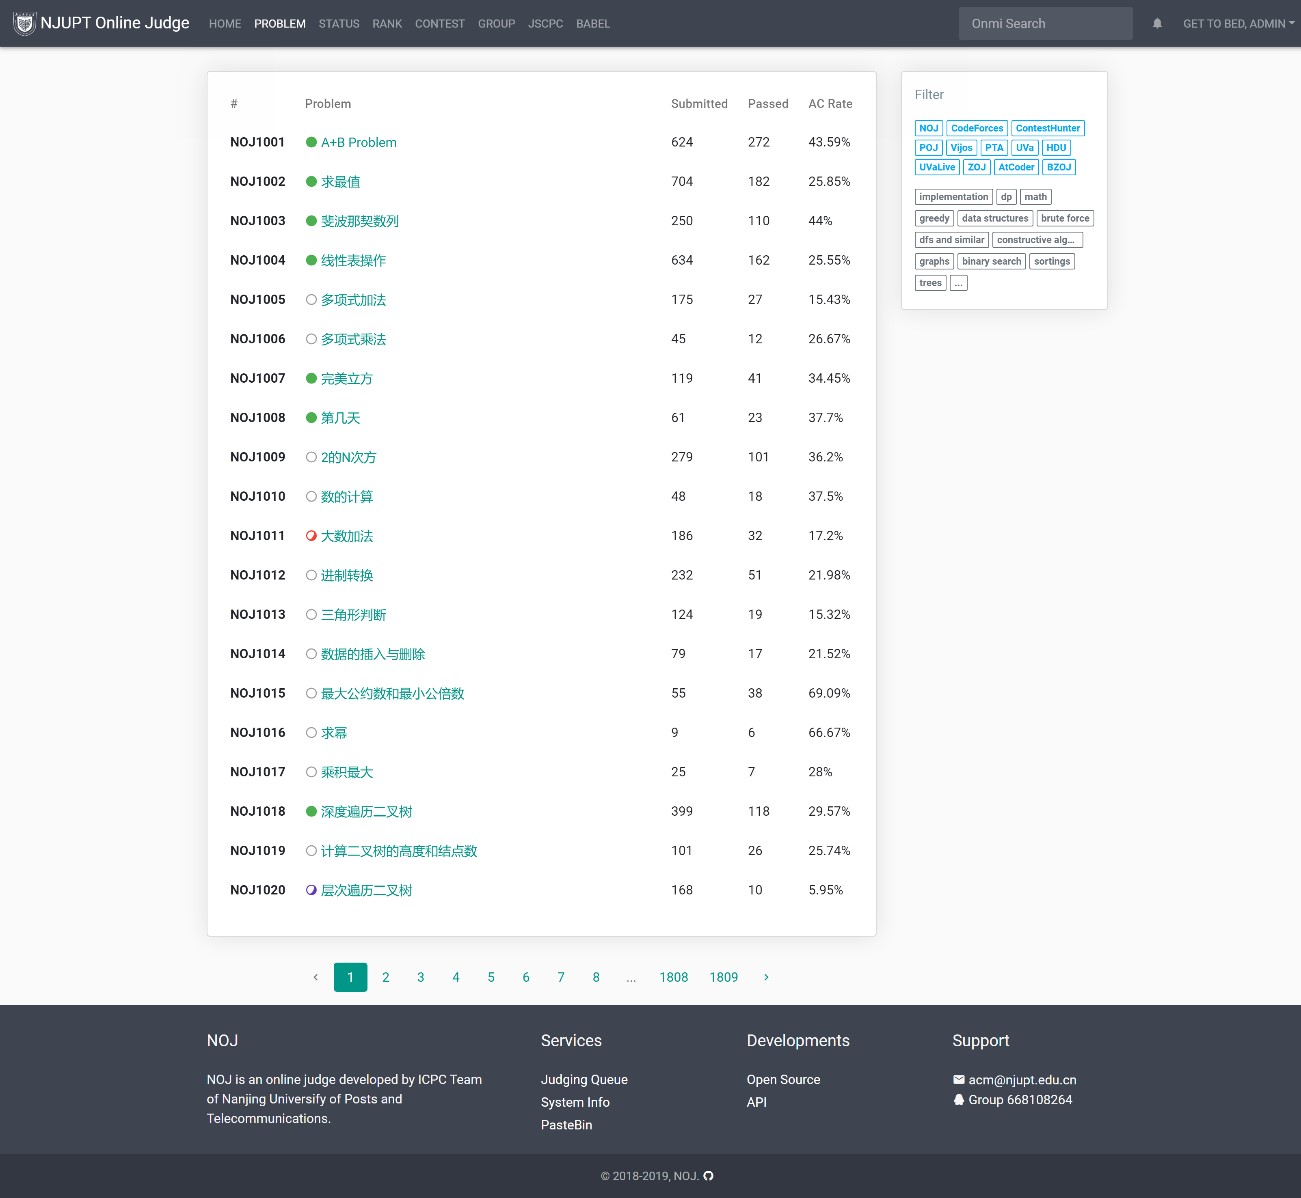 NJUPT Online Judge HOME PROBLEM STATUS RANK CONTEST GROUP JSCPC BABEL Onmi Search GET TO BED, ADMIN
# Problem Submitted Passed AC Rate
NOJ1001 A+B Problem 624 272 43.59%
NOJ1002 求最值 704 182 25.85%
NOJ1003 斐波那契数列 250 110 44%
NOJ1004 线性表操作 634 162 25.55%
NOJ1005 多项式加法 175 27 15.43%
NOJ1006 多项式乘法 45 12 26.67%
NOJ1007 完美立方 119 41 34.45%
NOJ1008 第几天 61 23 37.7%
NOJ1009 2的N次方 279 101 36.2%
NOJ1010 数的计算 48 18 37.5%
NOJ1011 大数加法 186 32 17.2%
NOJ1012 进制转换 232 51 21.98%
NOJ1013 三角形判断 124 19 15.32%
NOJ1014 数据的插入与删除 79 17 21.52%
NOJ1015 最大公约数和最小公倍数 55 38 69.09%
NOJ1016 求幂 9 6 66.67%
NOJ1017 乘积最大 25 7 28%
NOJ1018 深度遍历二叉树 399 118 29.57%
NOJ1019 计算二叉树的高度和结点数 101 26 25.74%
NOJ1020 层次遍历二叉树 168 10 5.95%
Filter
NOJ CodeForces ContestHunter
POJ Vijos PTA UVa HDU
UVaLive ZOJ AtCoder BZOJ
implementation dp math
greedy data structures brute force
dfs and similar constructive alg...
graphs binary search sortings
trees ...
‹ 1 2 3 4 5 6 7 8 ... 1808 1809 ›
NOJ
NOJ is an online judge developed by ICPC Team
of Nanjing Universify of Posts and
Telecommunications.
Services
Judging Queue
System Info
PasteBin
Developments
Open Source
API
Support
acm@njupt.edu.cn
Group 668108264
© 2018-2019, NOJ.